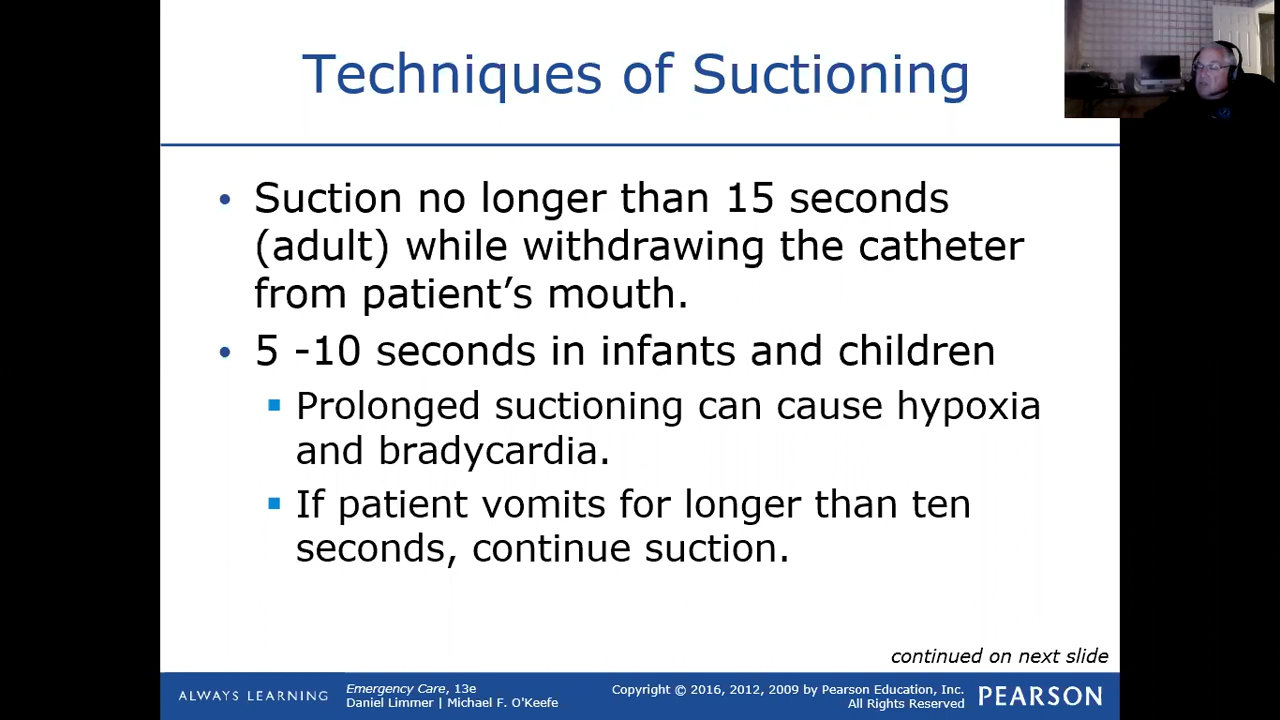 Techniques of Suctioning
• Suction no longer than 15 seconds
(adult) while withdrawing the catheter
from patient’s mouth.
• 5 -10 seconds in infants and children
▪ Prolonged suctioning can cause hypoxia
and bradycardia.
▪ If patient vomits for longer than ten
seconds, continue suction.
continued on next slide
ALWAYS LEARNING
Emergency Care, 13e
Daniel Limmer | Michael F. O'Keefe
Copyright © 2016, 2012, 2009 by Pearson Education, Inc.
All Rights Reserved
PEARSON